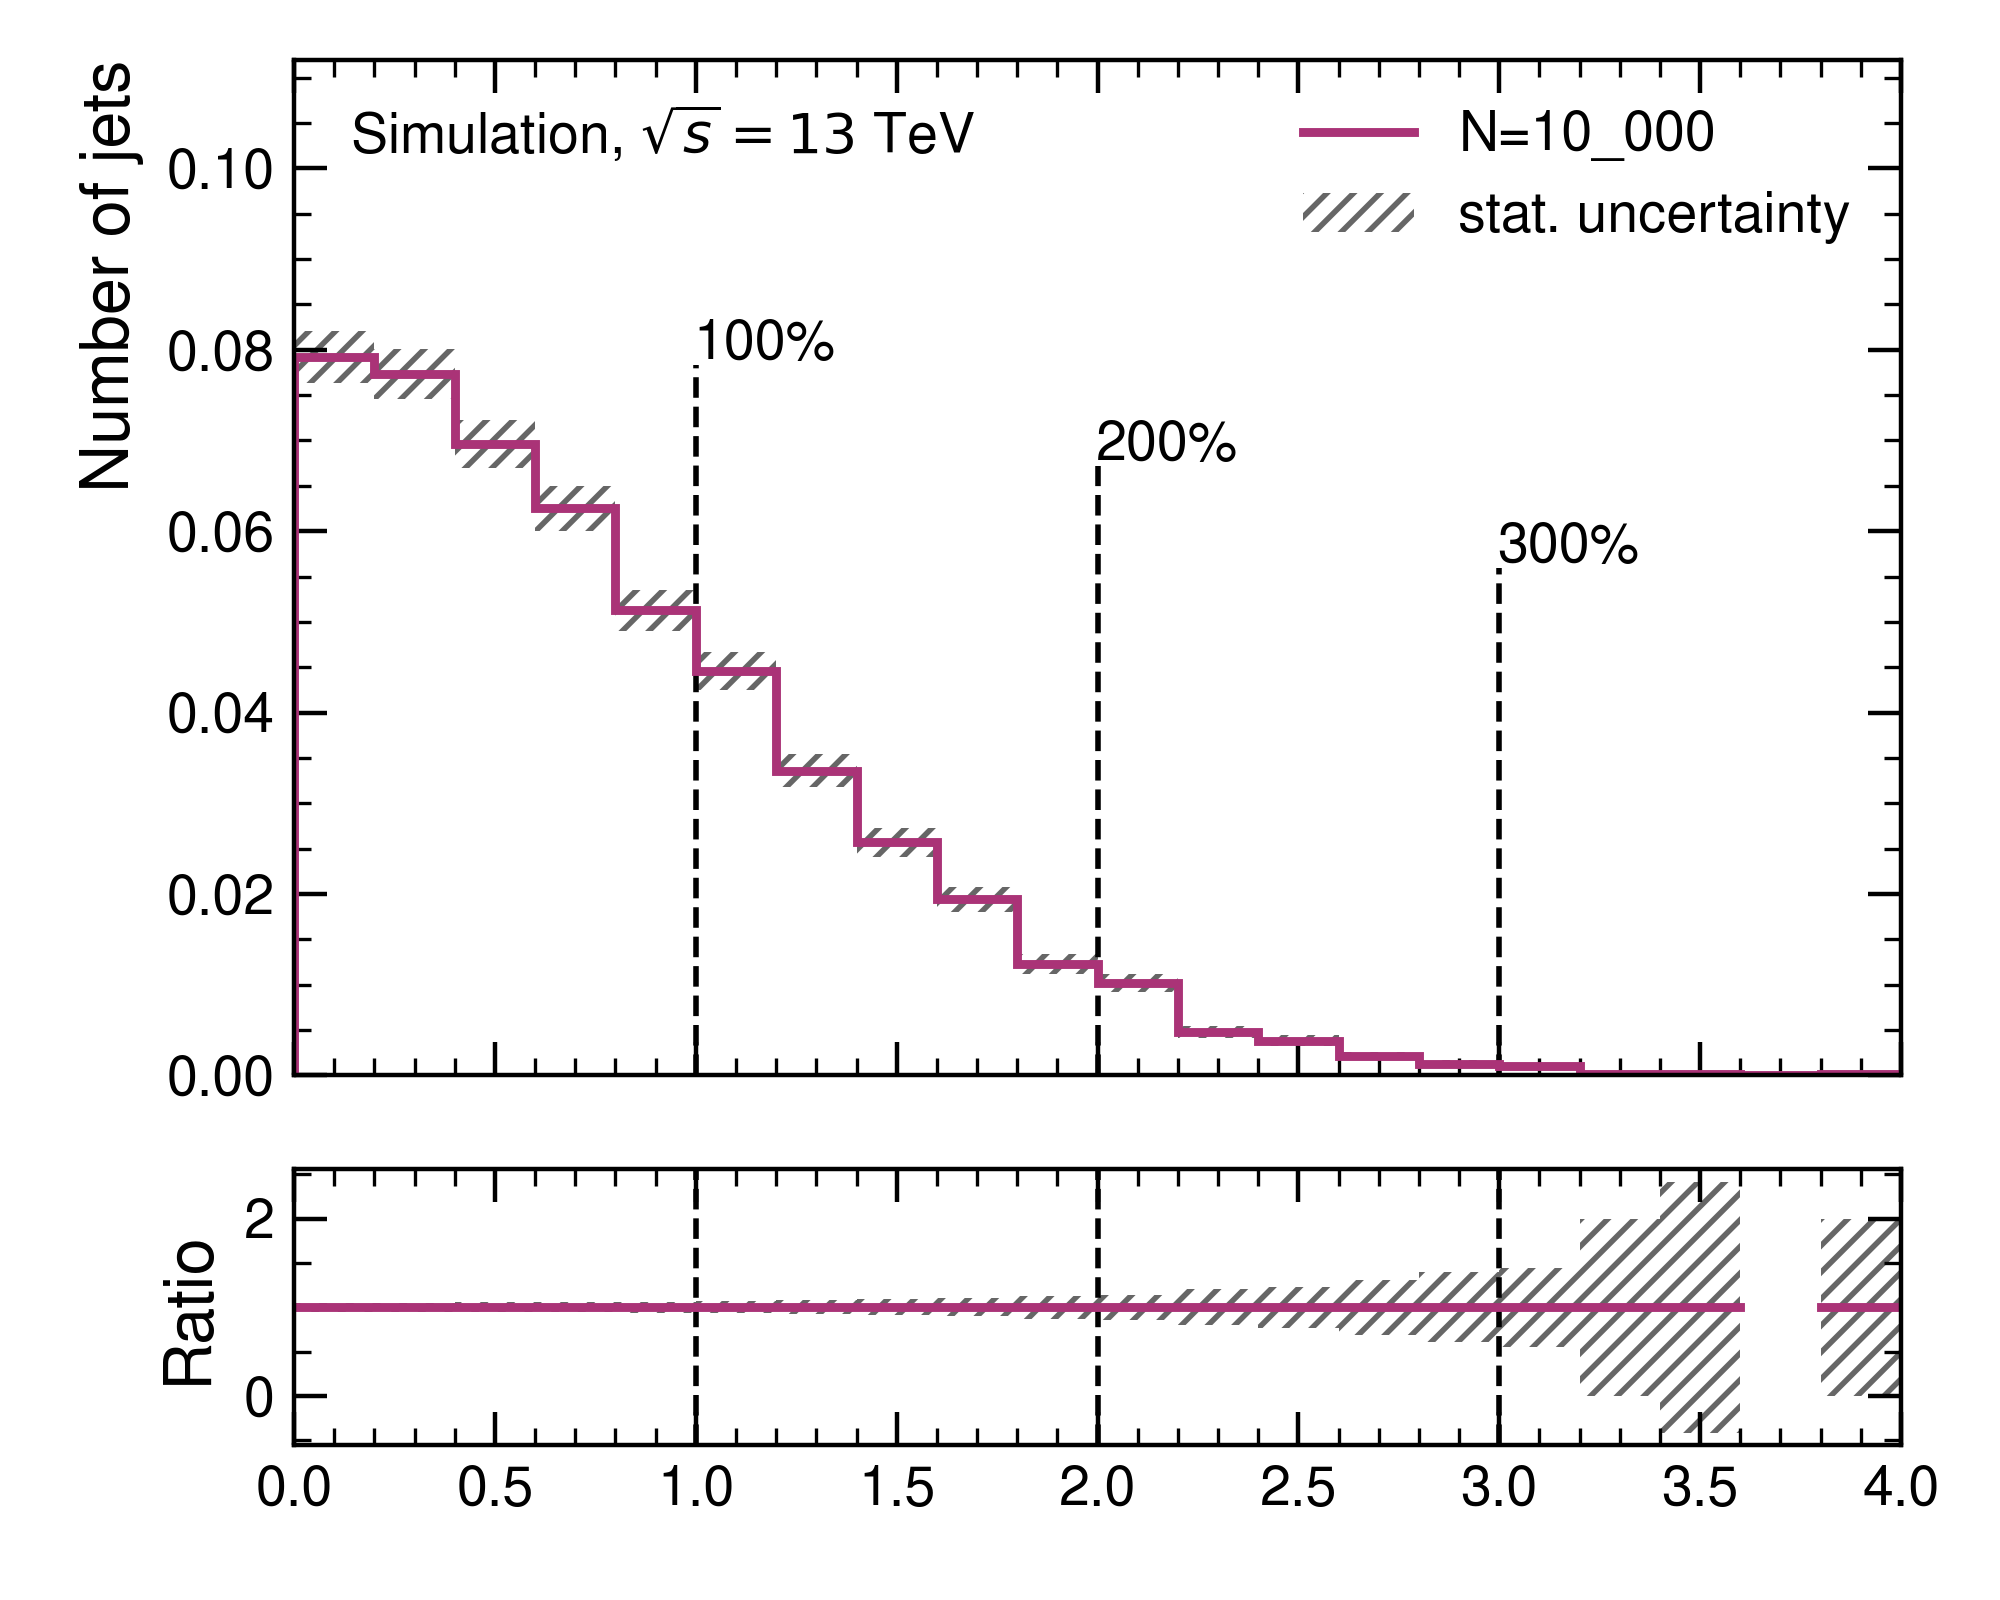 Number of jets
Simulation, √s = 13 TeV
N=10_000
stat. uncertainty
100%
200%
300%
0.10
0.08
0.06
0.04
0.02
0.00
Ratio
2
0
0.0 0.5 1.0 1.5 2.0 2.5 3.0 3.5 4.0